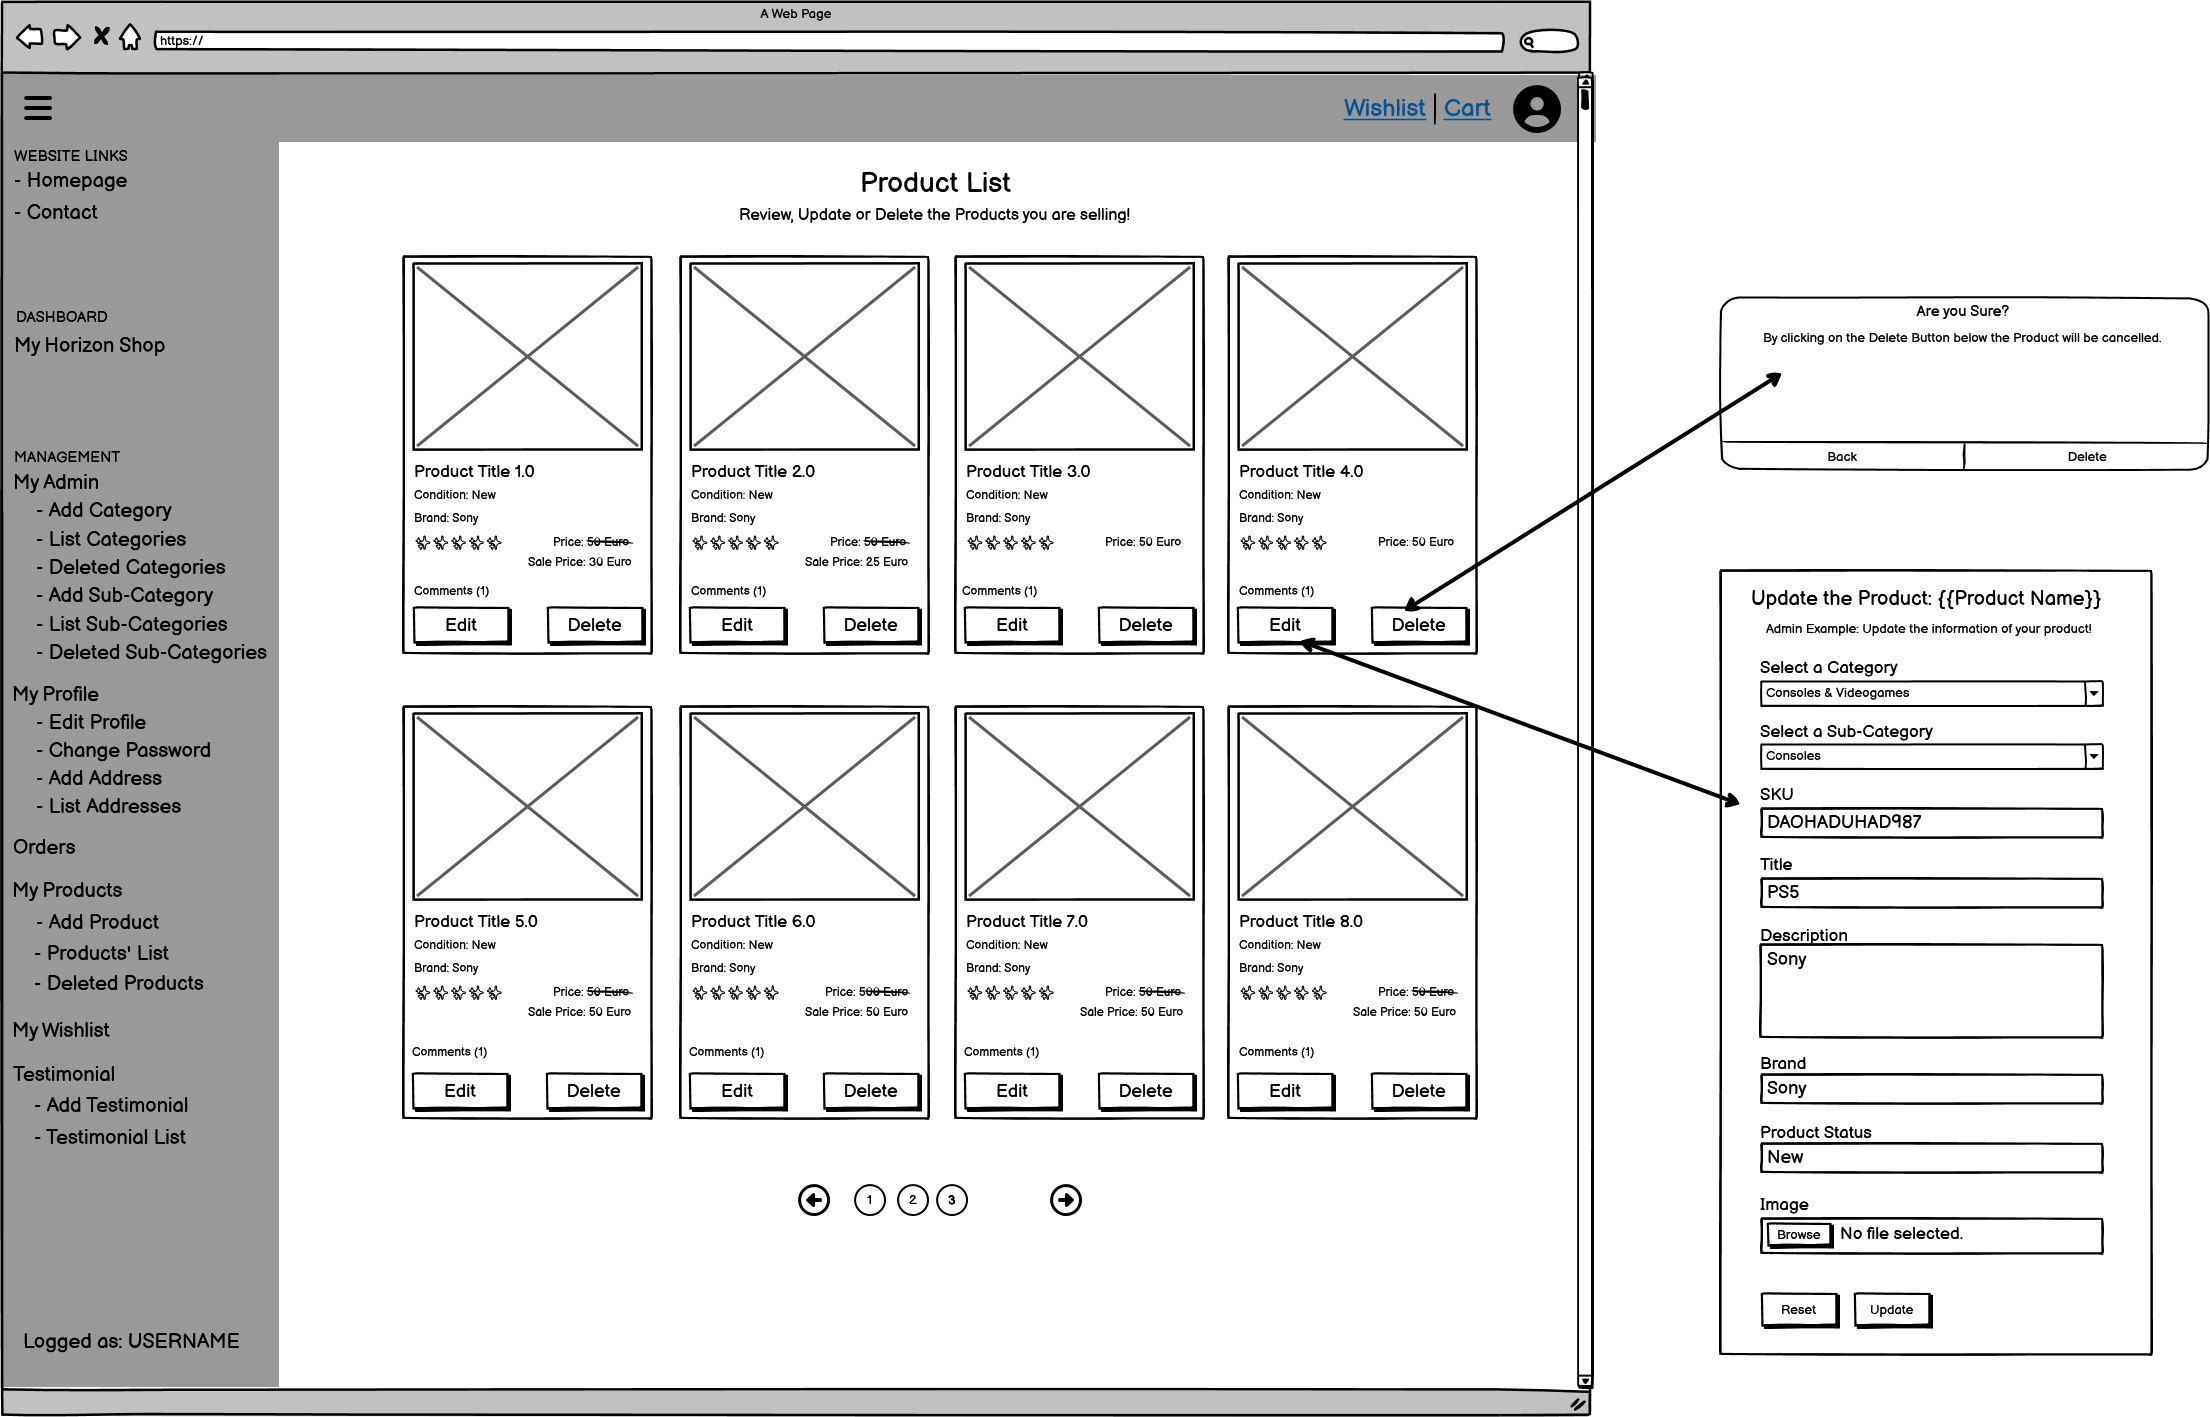 A Web Page
https://
Wishlist
Cart
WEBSITE LINKS
- Homepage
- Contact
DASHBOARD
My Horizon Shop
MANAGEMENT
My Admin
- Add Category
- List Categories
- Deleted Categories
- Add Sub-Category
- List Sub-Categories
- Deleted Sub-Categories
My Profile
- Edit Profile
- Change Password
- Add Address
- List Addresses
Orders
My Products
- Add Product
- Products' List
- Deleted Products
My Wishlist
Testimonial
- Add Testimonial
- Testimonial List
Logged as: USERNAME
Product List
Review, Update or Delete the Products you are selling!
Product Title 1.0
Condition: New
Brand: Sony
Price: 50 Euro
Sale Price: 30 Euro
Comments (1)
Edit
Delete
Product Title 2.0
Condition: New
Brand: Sony
Price: 50 Euro
Sale Price: 25 Euro
Comments (1)
Edit
Delete
Product Title 3.0
Condition: New
Brand: Sony
Price: 50 Euro
Comments (1)
Edit
Delete
Product Title 4.0
Condition: New
Brand: Sony
Price: 50 Euro
Comments (1)
Edit
Delete
Product Title 5.0
Condition: New
Brand: Sony
Price: 50 Euro
Sale Price: 50 Euro
Comments (1)
Edit
Delete
Product Title 6.0
Condition: New
Brand: Sony
Price: 500 Euro
Sale Price: 50 Euro
Comments (1)
Edit
Delete
Product Title 7.0
Condition: New
Brand: Sony
Price: 50 Euro
Sale Price: 50 Euro
Comments (1)
Edit
Delete
Product Title 8.0
Condition: New
Brand: Sony
Price: 50 Euro
Sale Price: 50 Euro
Comments (1)
Edit
Delete
1
2
3
Are you Sure?
By clicking on the Delete Button below the Product will be cancelled.
Back
Delete
Update the Product: {{Product Name}}
Admin Example: Update the information of your product!
Select a Category
Consoles & Videogames
Select a Sub-Category
Consoles
SKU
DAOHADUHAD987
Title
PS5
Description
Sony
Brand
Sony
Product Status
New
Image
Browse
No file selected.
Reset
Update